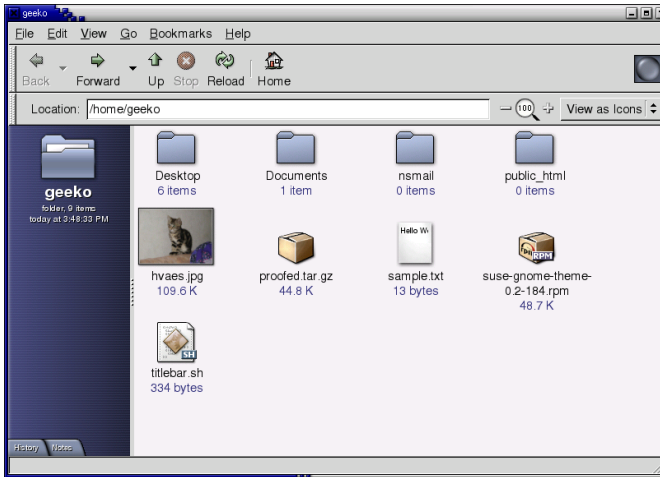 geeko
File Edit View Go Bookmarks Help
Back Forward Up Stop Reload Home
Location: /home/geeko 100 View as Icons
geeko
folder, 9 items
today at 3:48:33 PM
Desktop
6 items
Documents
1 item
nsmail
0 items
public_html
0 items
hvaes.jpg
109.6 K
proofed.tar.gz
44.8 K
Hello
sample.txt
13 bytes
RPM
suse-gnome-theme-
0.2-184.rpm
48.7 K
SH
titlebar.sh
334 bytes
History Notes